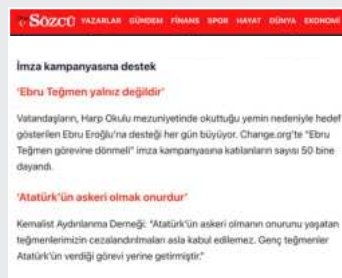 Sözcü YAZARLAR GÜNDEM FİNANS SPOR HAYAT DÜNYA EKONOMİ
İmza kampanyasına destek
'Ebru Teğmen yalnız değildir'
Vatandaşların, Harp Okulu mezuniyetinde okuttuğu yemin nedeniyle hedef
gösterilen Ebru Eroğlu'na desteği her gün büyüyor. Change.org'te "Ebru
Teğmen görevine dönmeli" imza kampanyasına katılanların sayısı 50 bine
dayandı.
'Atatürk'ün askeri olmak onurdur'
Kemalist Aydınlanma Derneği: "Atatürk'ün askeri olmanın onurunu yaşatan
teğmenlerimizin cezalandırılmaları asla kabul edilemez. Genç teğmenler
Atatürk'ün verdiği görevi yerine getirmiştir."